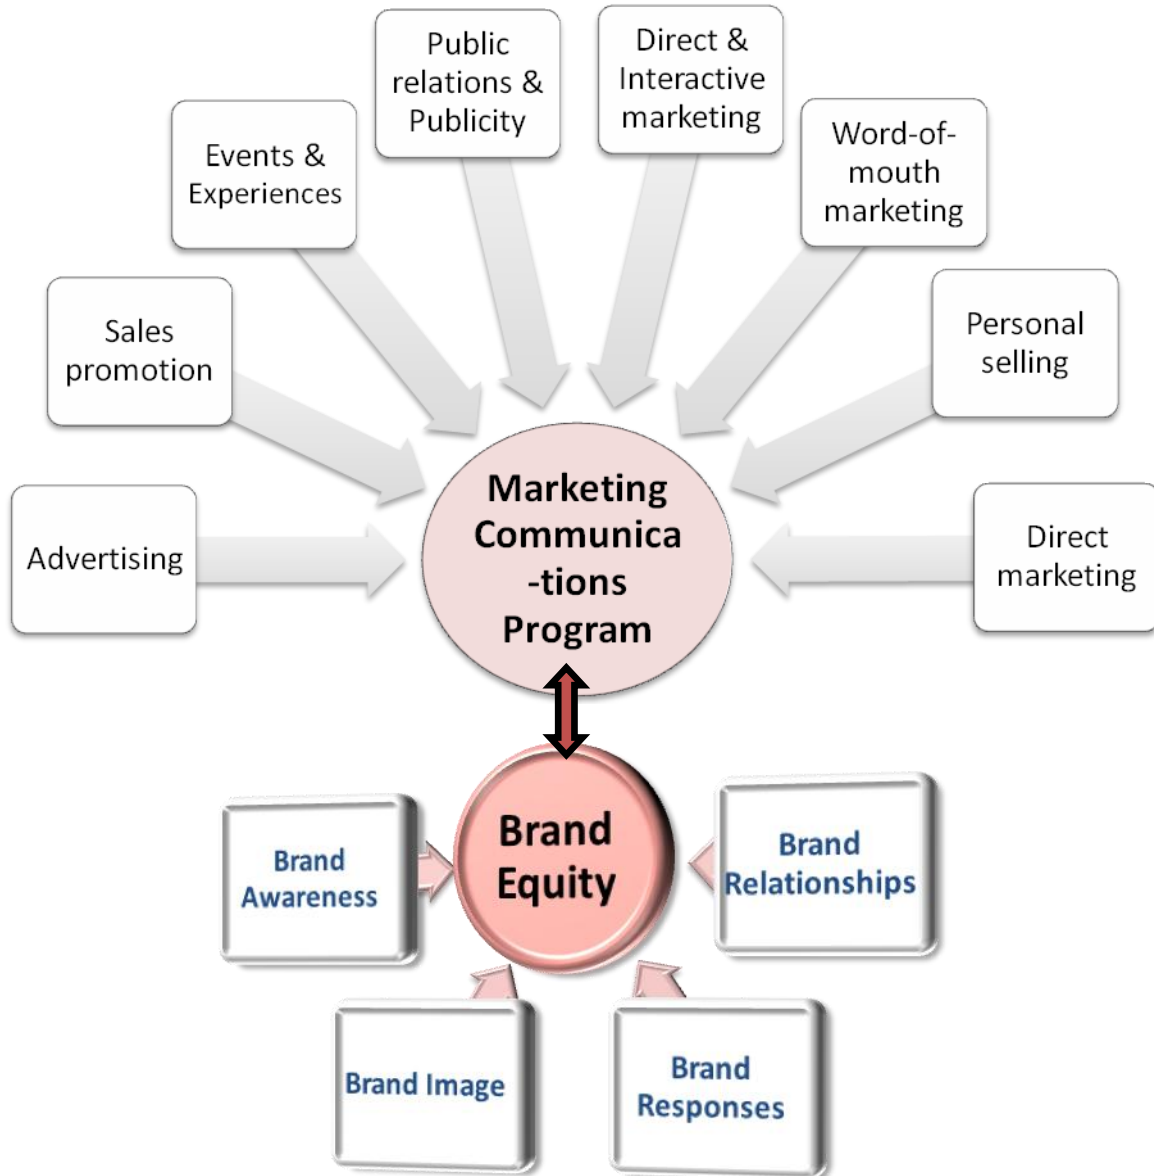 Public
relations &
Publicity
Direct &
Interactive
marketing
Events &
Experiences
Word-of-
mouth
marketing
Sales
promotion
Personal
selling
Advertising
Marketing
Communica
-tions
Program
Direct
marketing
Brand
Equity
Brand
Awareness
Brand
Relationships
Brand Image
Brand
Responses